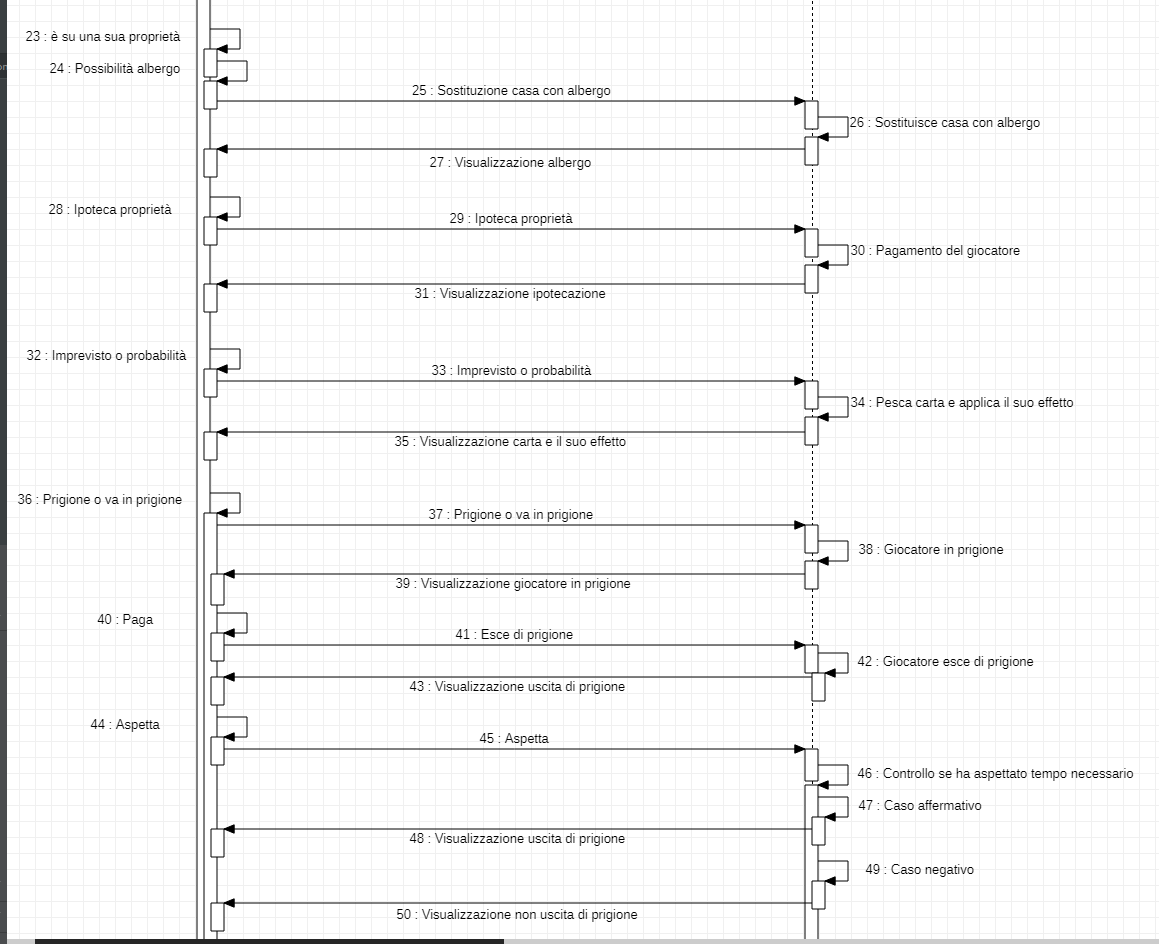 23 : è su una sua proprietà
24 : Possibilità albergo
25 : Sostituzione casa con albergo
26 : Sostituisce casa con albergo
27 : Visualizzazione albergo
28 : Ipoteca proprietà
29 : Ipoteca proprietà
30 : Pagamento del giocatore
31 : Visualizzazione ipotecazione
32 : Imprevisto o probabilità
33 : Imprevisto o probabilità
34 : Pesca carta e applica il suo effetto
35 : Visualizzazione carta e il suo effetto
36 : Prigione o va in prigione
37 : Prigione o va in prigione
38 : Giocatore in prigione
39 : Visualizzazione giocatore in prigione
40 : Paga
41 : Esce di prigione
42 : Giocatore esce di prigione
43 : Visualizzazione uscita di prigione
44 : Aspetta
45 : Aspetta
46 : Controllo se ha aspettato tempo necessario
47 : Caso affermativo
48 : Visualizzazione uscita di prigione
49 : Caso negativo
50 : Visualizzazione non uscita di prigione